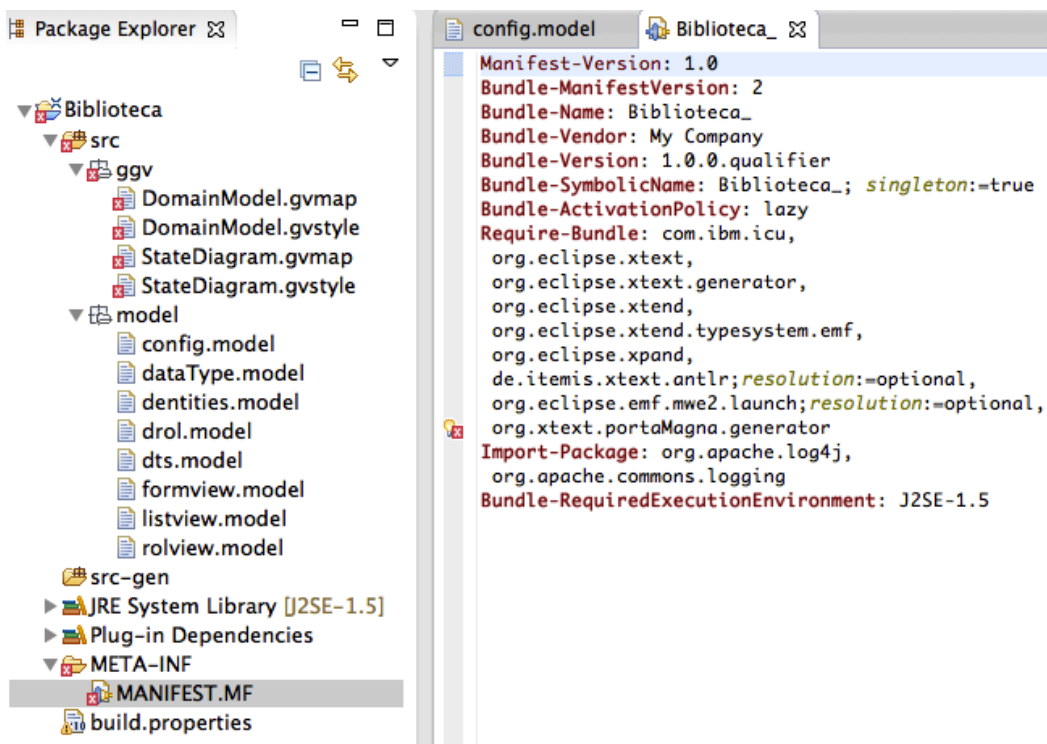 Package Explorer
Biblioteca
src
ggv
DomainModel.gvmap
DomainModel.gvstyle
StateDiagram.gvmap
StateDiagram.gvstyle
model
config.model
dataType.model
dentities.model
drol.model
dts.model
formview.model
listview.model
rolview.model
src-gen
JRE System Library [J2SE-1.5]
Plug-in Dependencies
META-INF
MANIFEST.MF
build.properties
config.model
Biblioteca_
Manifest-Version: 1.0
Bundle-ManifestVersion: 2
Bundle-Name: Biblioteca_
Bundle-Vendor: My Company
Bundle-Version: 1.0.0.qualifier
Bundle-SymbolicName: Biblioteca_; singleton:=true
Bundle-ActivationPolicy: lazy
Require-Bundle: com.ibm.icu,
org.eclipse.xtext,
org.eclipse.xtext.generator,
org.eclipse.xtend,
org.eclipse.xtend.typesystem.emf,
org.eclipse.xpand,
de.itemis.xtext.antlr;resolution:=optional,
org.eclipse.emf.mwe2.launch;resolution:=optional,
org.xtext.portaMagna.generator
Import-Package: org.apache.log4j,
org.apache.commons.logging
Bundle-RequiredExecutionEnvironment: J2SE-1.5